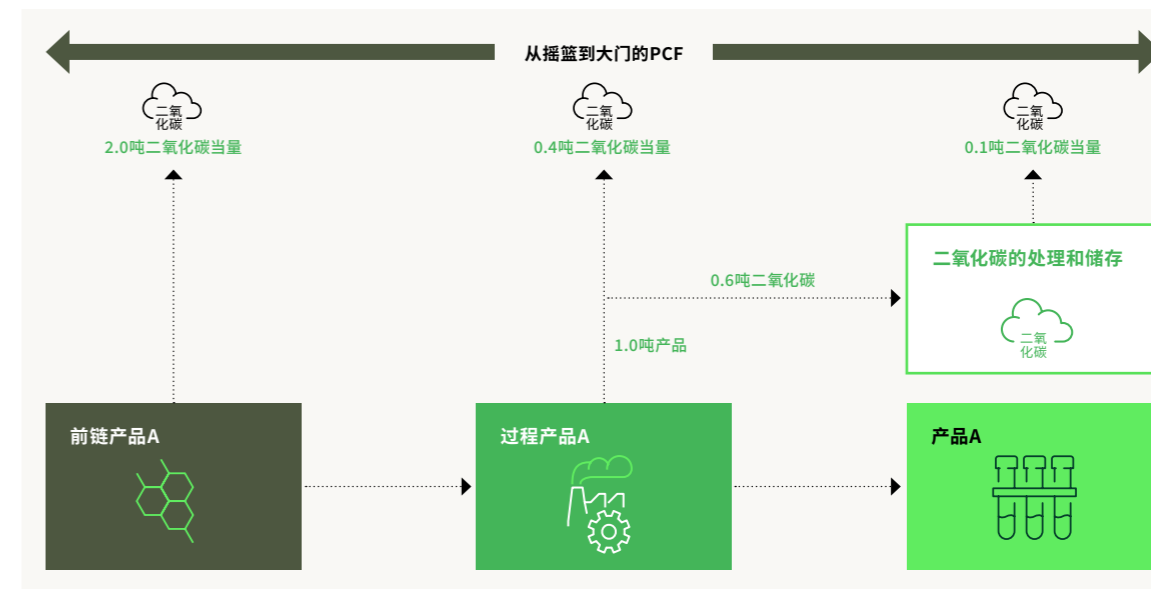 从摇篮到大门的PCF
二氧
化碳
2.0吨二氧化碳当量
二氧
化碳
0.4吨二氧化碳当量
二氧
化碳
0.1吨二氧化碳当量
二氧化碳的处理和储存
0.6吨二氧化碳
二氧
化碳
1.0吨产品
前链产品A
过程产品A
产品A